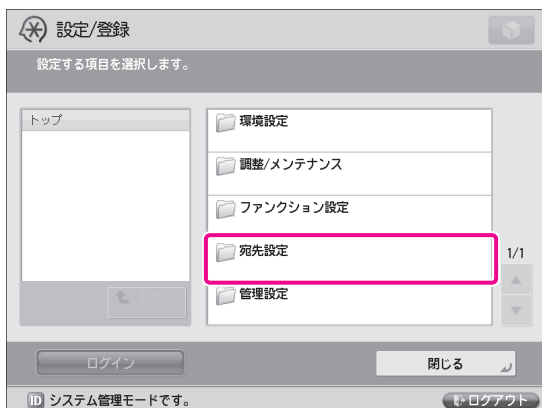 設定/登録
設定する項目を選択します。
トップ
環境設定
調整/メンテナンス
ファンクション設定
宛先設定
1/1
管理設定
上へ
ログイン
閉じる
ID システム管理モードです。
ログアウト